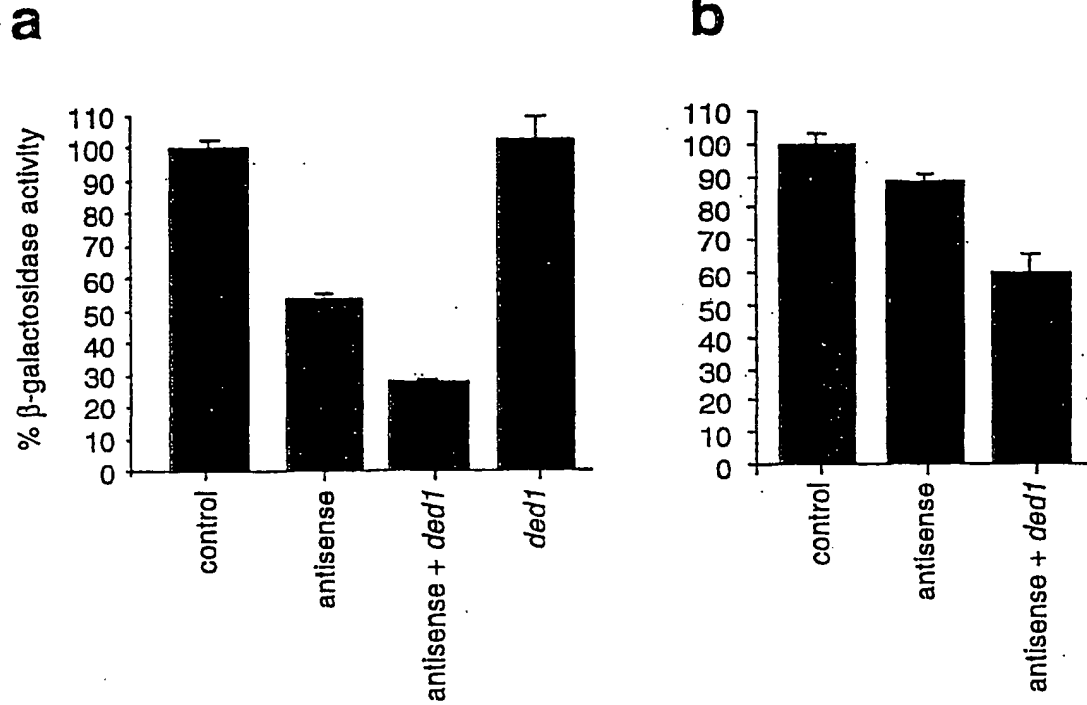 a
% β-galactosidase activity
110
100
90
80
70
60
50
40
30
20
10
0
control
antisense
antisense + ded1
ded1
b
110
100
90
80
70
60
50
40
30
20
10
0
control
antisense
antisense + ded1